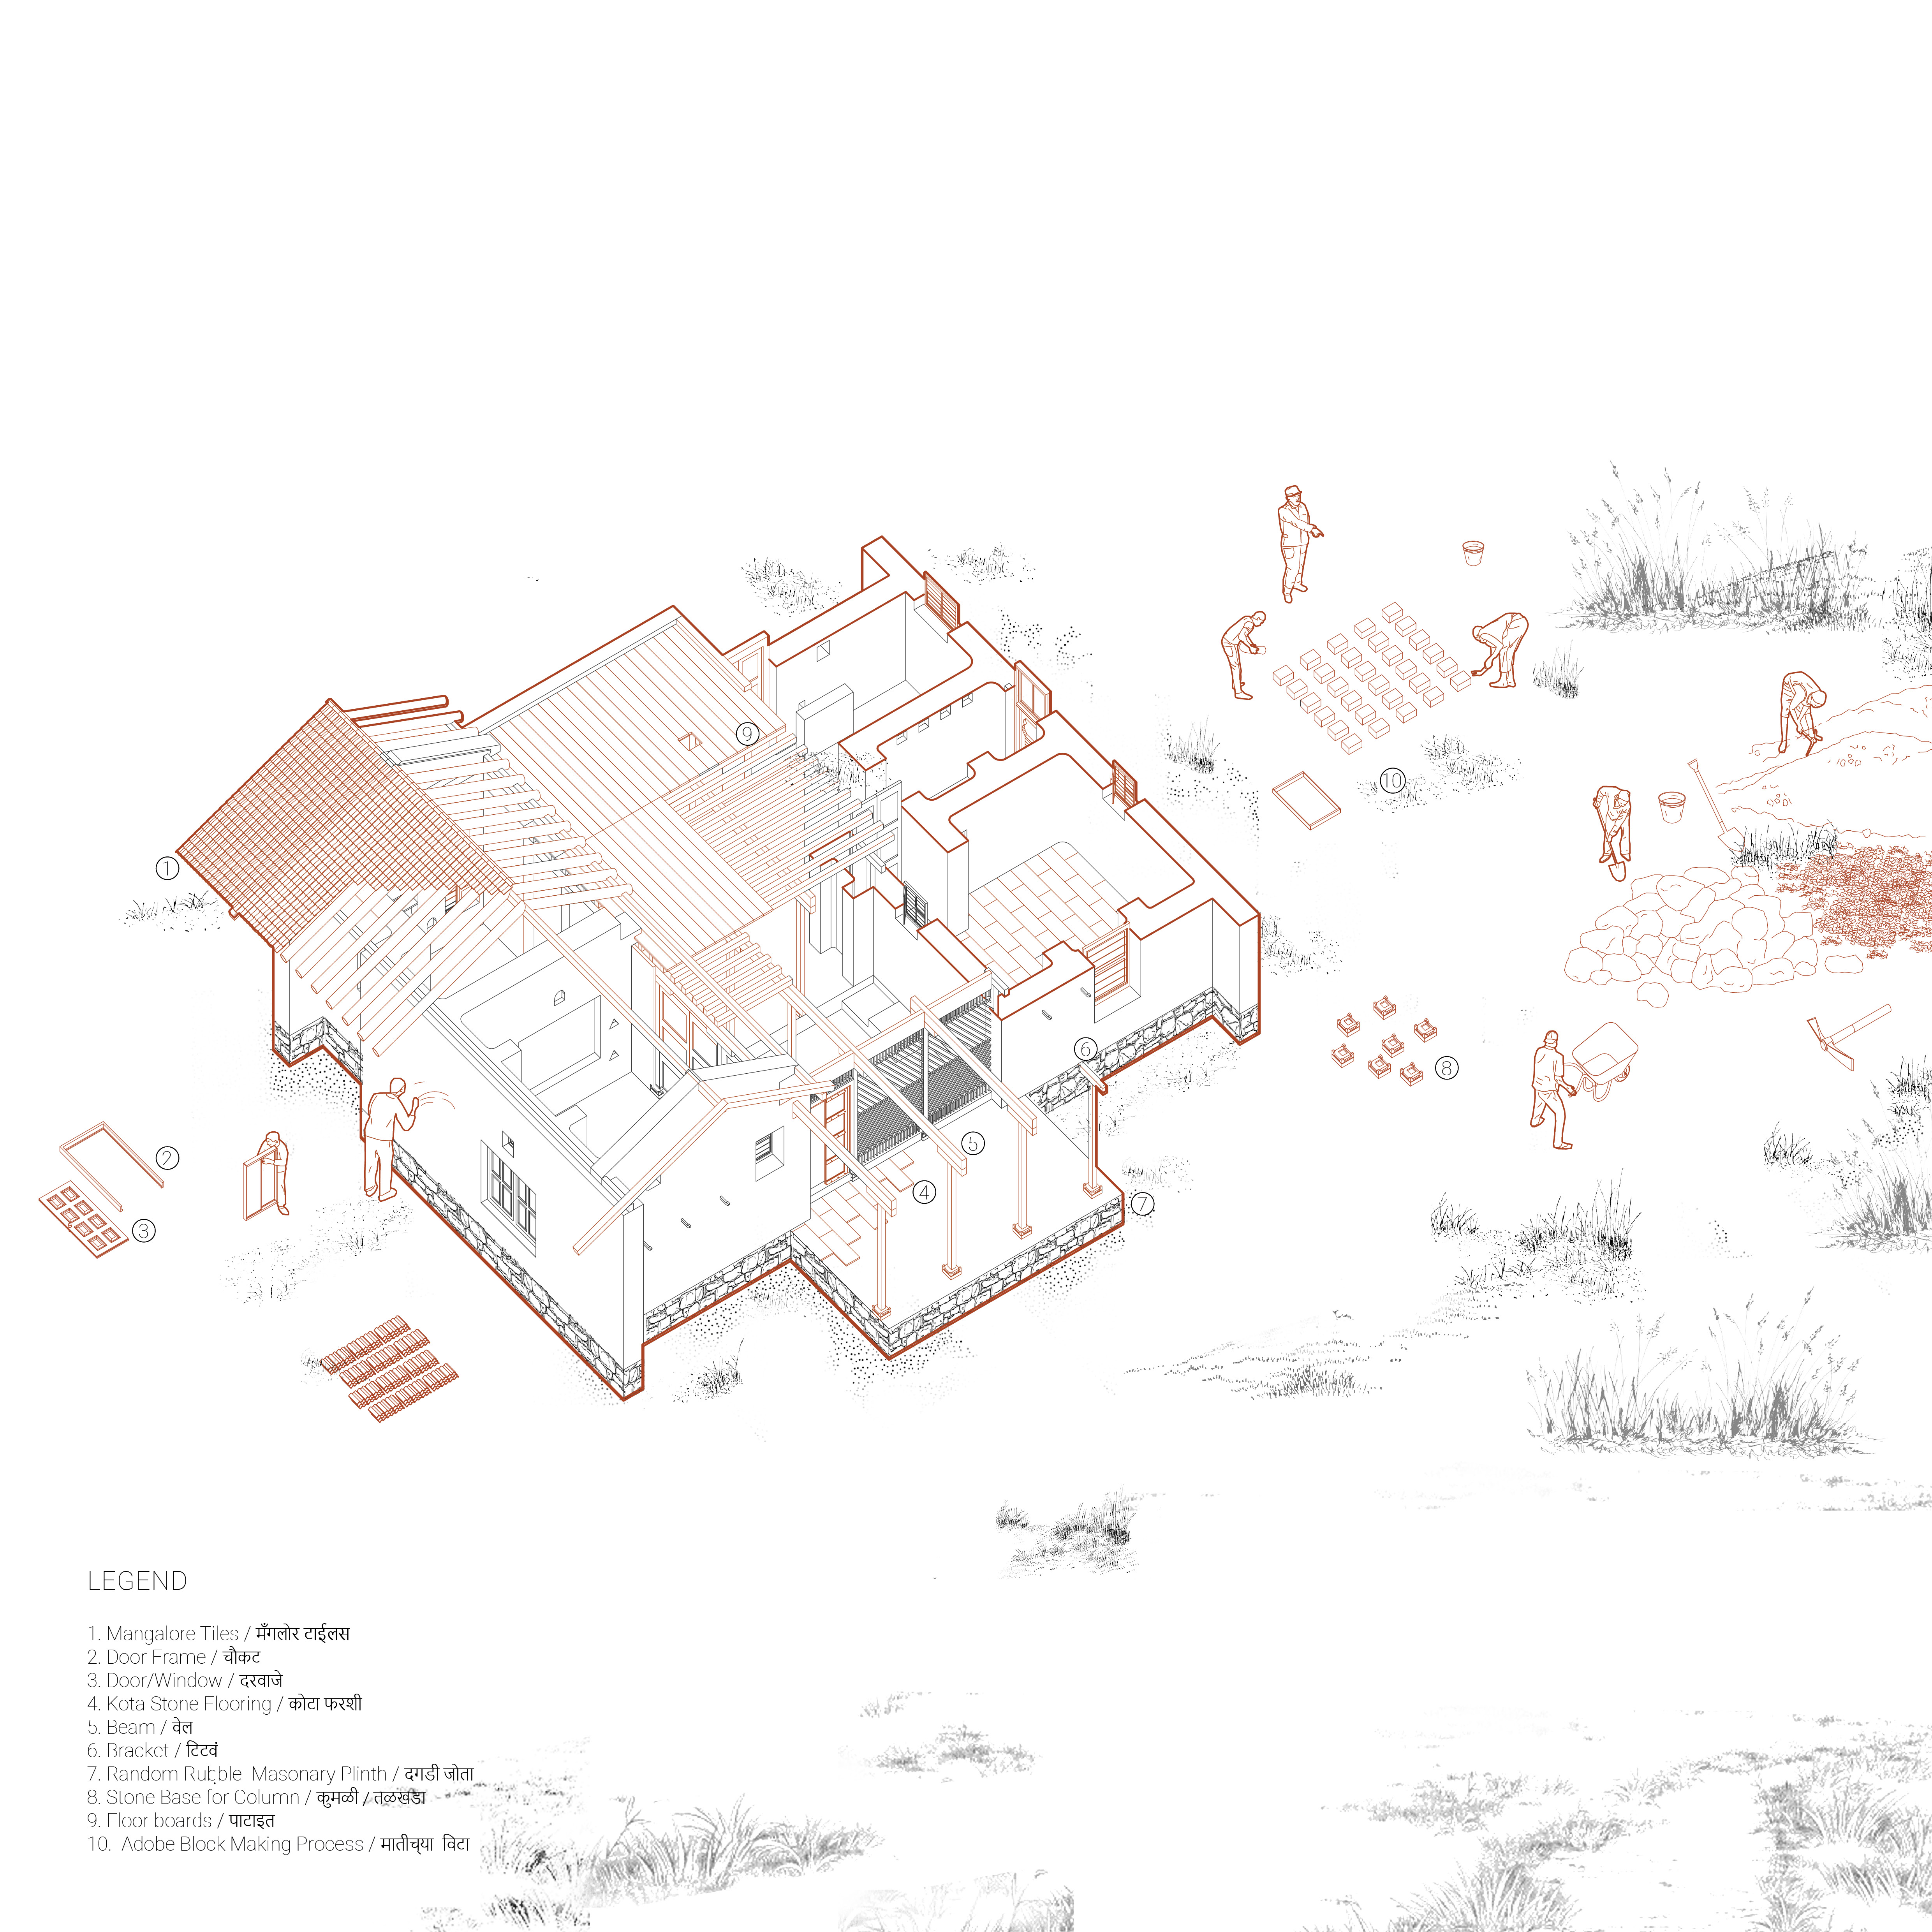 9
10
1
8
6
2
5
4
7
3
LEGEND
1. Mangalore Tiles / मँगलोर टाईलस
2. Door Frame / चौकट
3. Door/Window / दरवाजे
4. Kota Stone Flooring / कोटा फरशी
5. Beam / वेल
6. Bracket / टिटवं
7. Random Rubble Masonary Plinth / दगडी जोता
8. Stone Base for Column / कुमळी / तळखडा
9. Floor boards / पाटाइत
10. Adobe Block Making Process / मातीच्या विटा